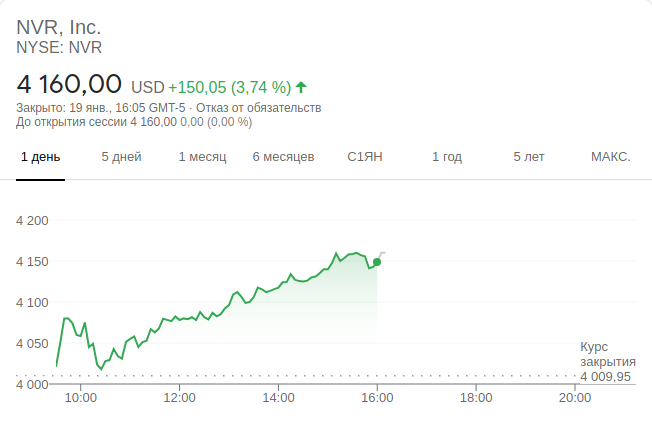 NVR, Inc.
NYSE: NVR
4 160,00 USD +150,05 (3,74 %)
Закрыто: 19 янв., 16:05 GMT-5 · Отказ от обязательств
До открытия сессии 4 160,00 0,00 (0,00 %)
1 день 5 дней 1 месяц 6 месяцев С1ЯН 1 год 5 лет МАКС.
4 200
4 150
4 100
4 050
Курс
закрытия
4 009,95
4 000
10:00 12:00 14:00 16:00 18:00 20:00